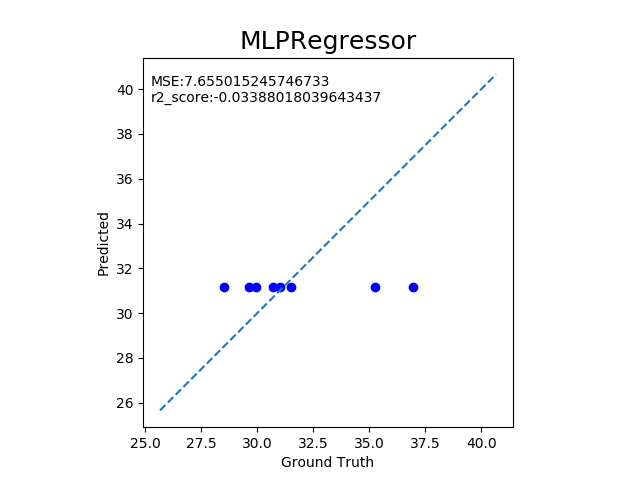 MLPRegressor
MSE:7.655015245746733
r2_score:-0.03388018039643437
40
38
36
34
32
30
28
26
Predicted
25.0 27.5 30.0 32.5 35.0 37.5 40.0
Ground Truth